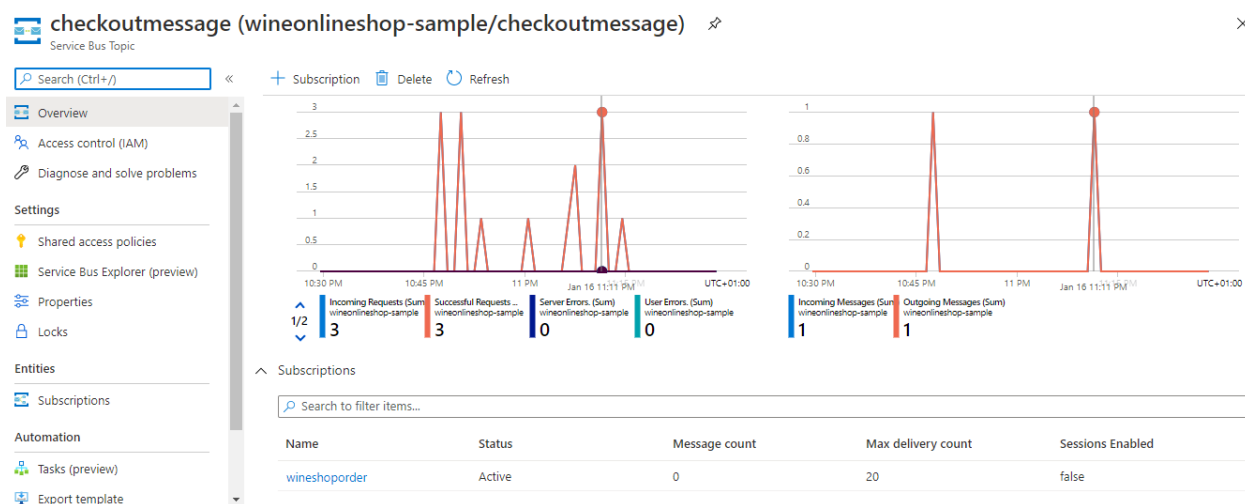 checkoutmessage (wineonlineshop-sample/checkoutmessage)
Service Bus Topic
Search (Ctrl+/)
«
Overview
Access control (IAM)
Diagnose and solve problems
Settings
Shared access policies
Service Bus Explorer (preview)
Properties
Locks
Entities
Subscriptions
Automation
Tasks (preview)
Export template
Subscription
Delete
Refresh
3
2.5
2
1.5
1
0.5
0
10:30 PM 10:45 PM 11 PM Jan 16 11:11 PM UTC+01:00
1/2
Incoming Requests (Sum)
wineonlineshop-sample
3
Successful Requests ..
wineonlineshop-sample
3
Server Errors. (Sum)
wineonlineshop-sample
0
User Errors. (Sum)
wineonlineshop-sample
0
1
0.8
0.6
0.4
0.2
0
10:30 PM 10:45 PM 11 PM Jan 16 11:11 PM UTC+01:00
Incoming Messages (Sum)
wineonlineshop-sample
1
Outgoing Messages (Sum)
wineonlineshop-sample
1
Subscriptions
Search to filter items...
Name Status Message count Max delivery count Sessions Enabled
wineshoporder Active 0 20 false